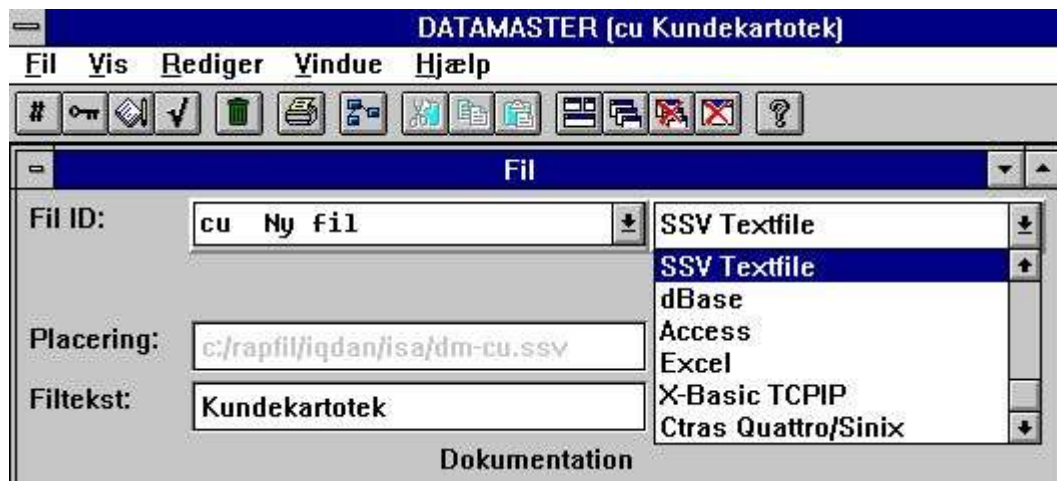 DATAMASTER (cu Kundekartotek)
Fil Vis Rediger Vindue Hjælp
# √ ?
Fil
Fil ID: cu Ny fil SSV Textfile
SSV Textfile
dBase
Access
Placering: c:/rapfil/iqdan/isa/dm-cu.ssv
Excel
X-Basic TCPIP
Filtekst: Kundekartotek
Ctras Quattro/Sinix
Dokumentation